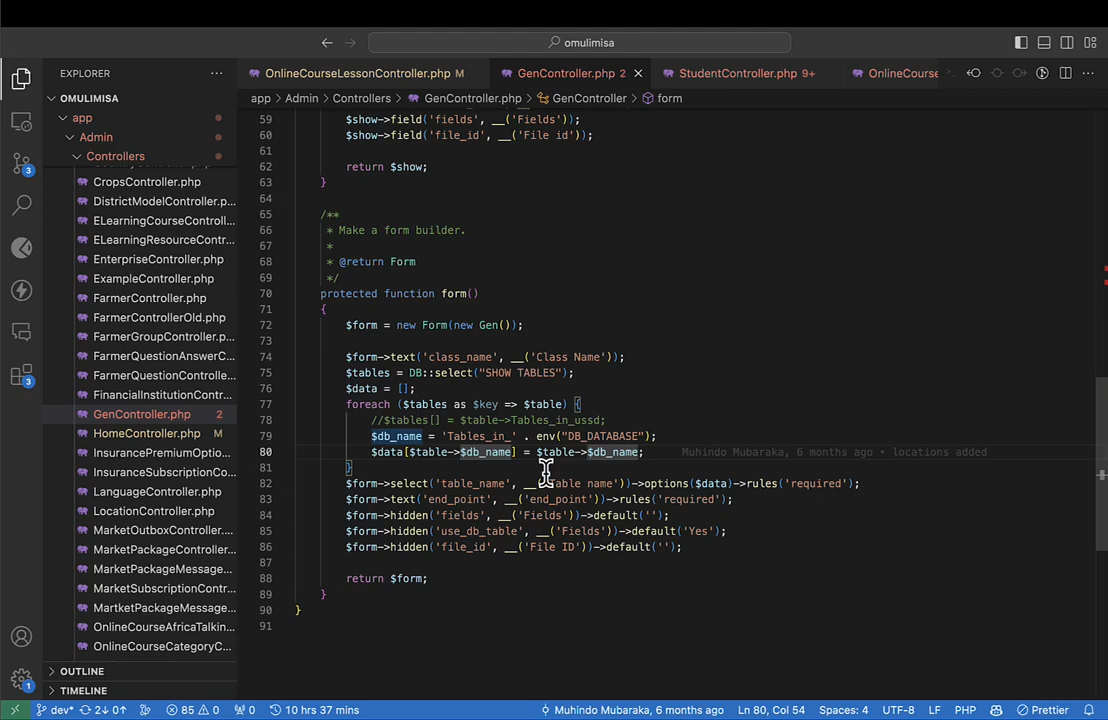 omulimisa
EXPLORER
OnlineCourseLessonController.php M
GenController.php 2
StudentController.php 9+
OnlineCourse
OMULIMISA
app
Admin
Controllers
app > Admin > Controllers > GenController.php > GenController > form
CropsController.php
DistrictModelController.p...
ELearningCourseControll...
ELearningResourceContr...
EnterpriseController.php
ExampleController.php
FarmerController.php
FarmerControllerOld.php
FarmerGroupController.php
FarmerQuestionAnswerC...
FarmerQuestionControlle...
FinancialInstitutionContr...
GenController.php 2
HomeController.php M
InsurancePremiumOptio...
InsuranceSubscriptionCo...
LanguageController.php
LocationController.php
MarketOutboxController....
MarketPackageController...
MarketPackageMessage...
MarketSubscriptionContr...
MartketPackageMessage...
OnlineCourseAfricaTalkin...
OnlineCourseCategoryC...
OUTLINE
TIMELINE
59 $show->field('fields', __('Fields'));
60 $show->field('file_id', __('File id'));
61
62 return $show;
63 }
64
65 /**
66 * Make a form builder.
67 *
68 * @return Form
69 */
70 protected function form()
71 {
72 $form = new Form(new Gen());
73
74 $form->text('class_name', __('Class Name'));
75 $tables = DB::select("SHOW TABLES");
76 $data = [];
77 foreach ($tables as $key => $table) {
78 //$tables[] = $table->Tables_in_ussd;
79 $db_name = 'Tables_in_' . env("DB_DATABASE");
80 $data[$table->$db_name] = $table->$db_name; Muhindo Mubaraka, 6 months ago • locations added
81 }
82 $form->select('table_name', __('Table name'))->options($data)->rules('required');
83 $form->text('end_point', __('end_point'))->rules('required');
84 $form->hidden('fields', __('Fields'))->default('');
85 $form->hidden('use_db_table', __('Fields'))->default('Yes');
86 $form->hidden('file_id', __('File ID'))->default('');
87
88 return $form;
89 }
90 }
91
3
3
1
dev* 2↓ 0↑ 85 0 0 10 hrs 37 mins Muhindo Mubaraka, 6 months ago Ln 80, Col 54 Spaces: 4 UTF-8 LF PHP Prettier